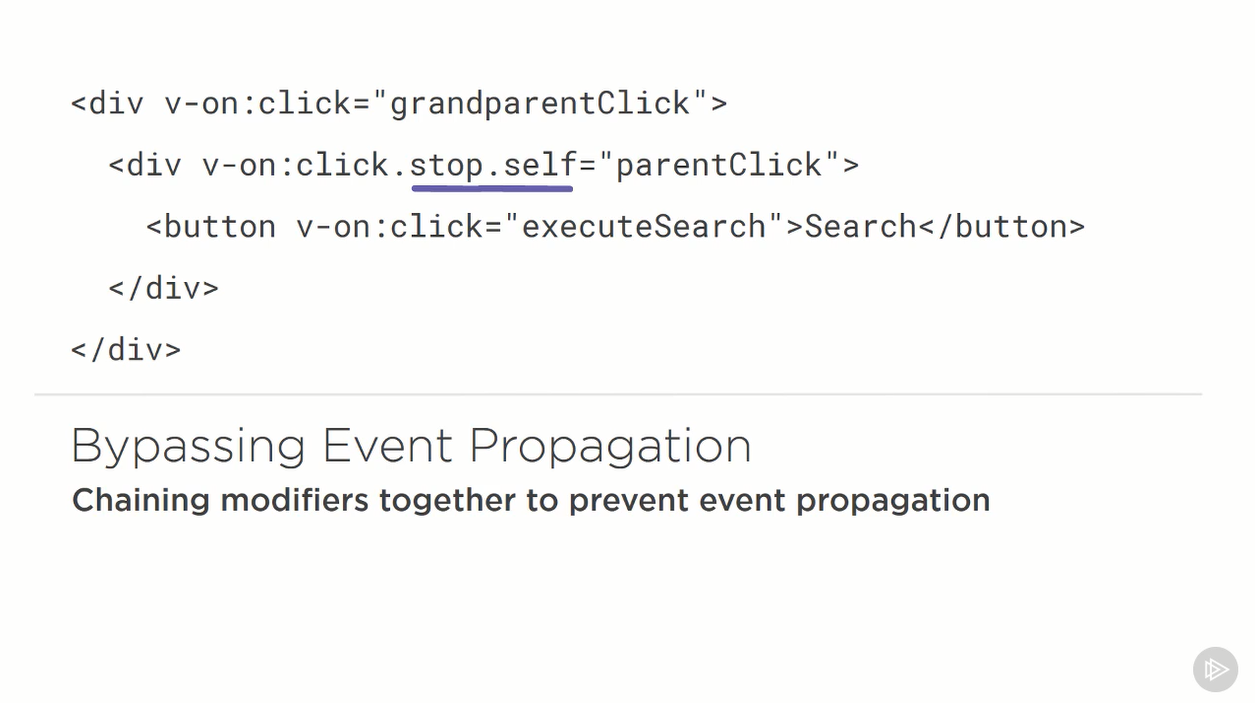 <div v-on:click="grandparentClick">
<div v-on:click.stop.self="parentClick">
<button v-on:click="executeSearch">Search</button>
</div>
</div>
Bypassing Event Propagation
Chaining modifiers together to prevent event propagation